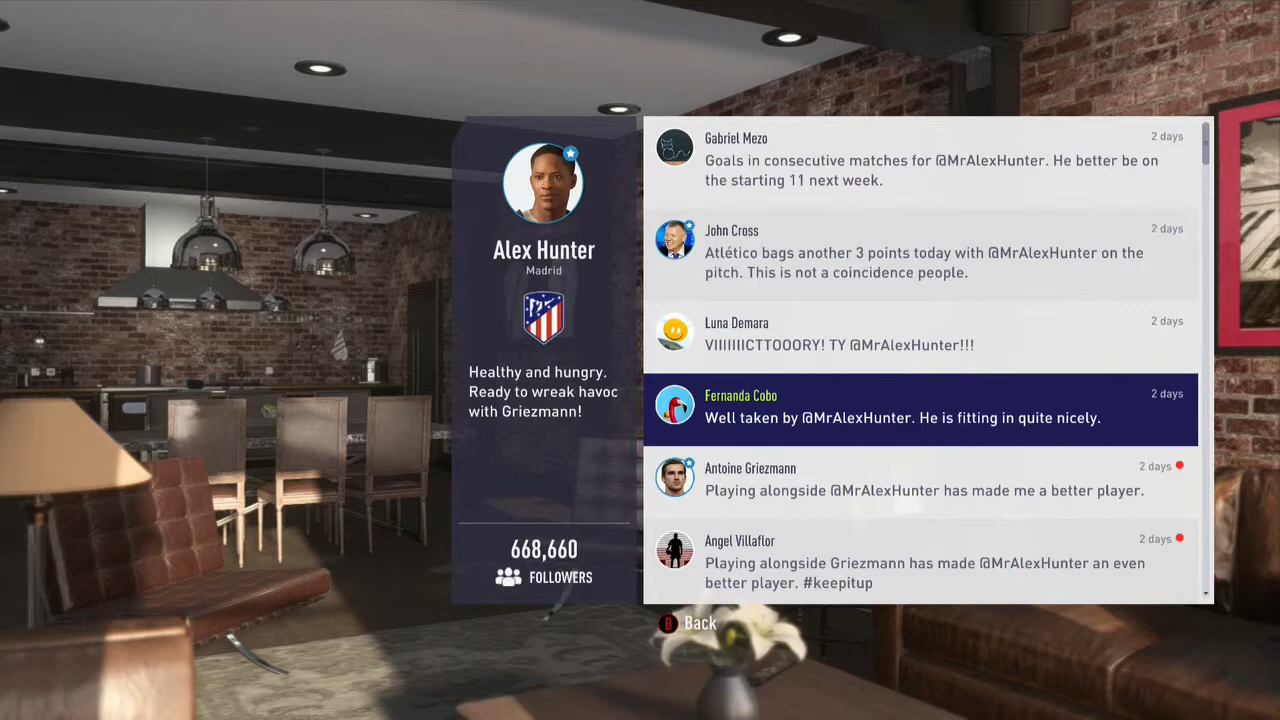 Alex Hunter
Madrid
Healthy and hungry.
Ready to wreak havoc
with Griezmann!
668,660
FOLLOWERS
Gabriel Mezo
2 days
Goals in consecutive matches for @MrAlexHunter. He better be on
the starting 11 next week.
John Cross
2 days
Atlético bags another 3 points today with @MrAlexHunter on the
pitch. This is not a coincidence people.
Luna Demara
2 days
VIIIIIICTTOOORY! TY @MrAlexHunter!!!
Fernanda Cobo
2 days
Well taken by @MrAlexHunter. He is fitting in quite nicely.
Antoine Griezmann
2 days
Playing alongside @MrAlexHunter has made me a better player.
Angel Villaflor
2 days
Playing alongside Griezmann has made @MrAlexHunter an even
better player. #keepitup
B Back